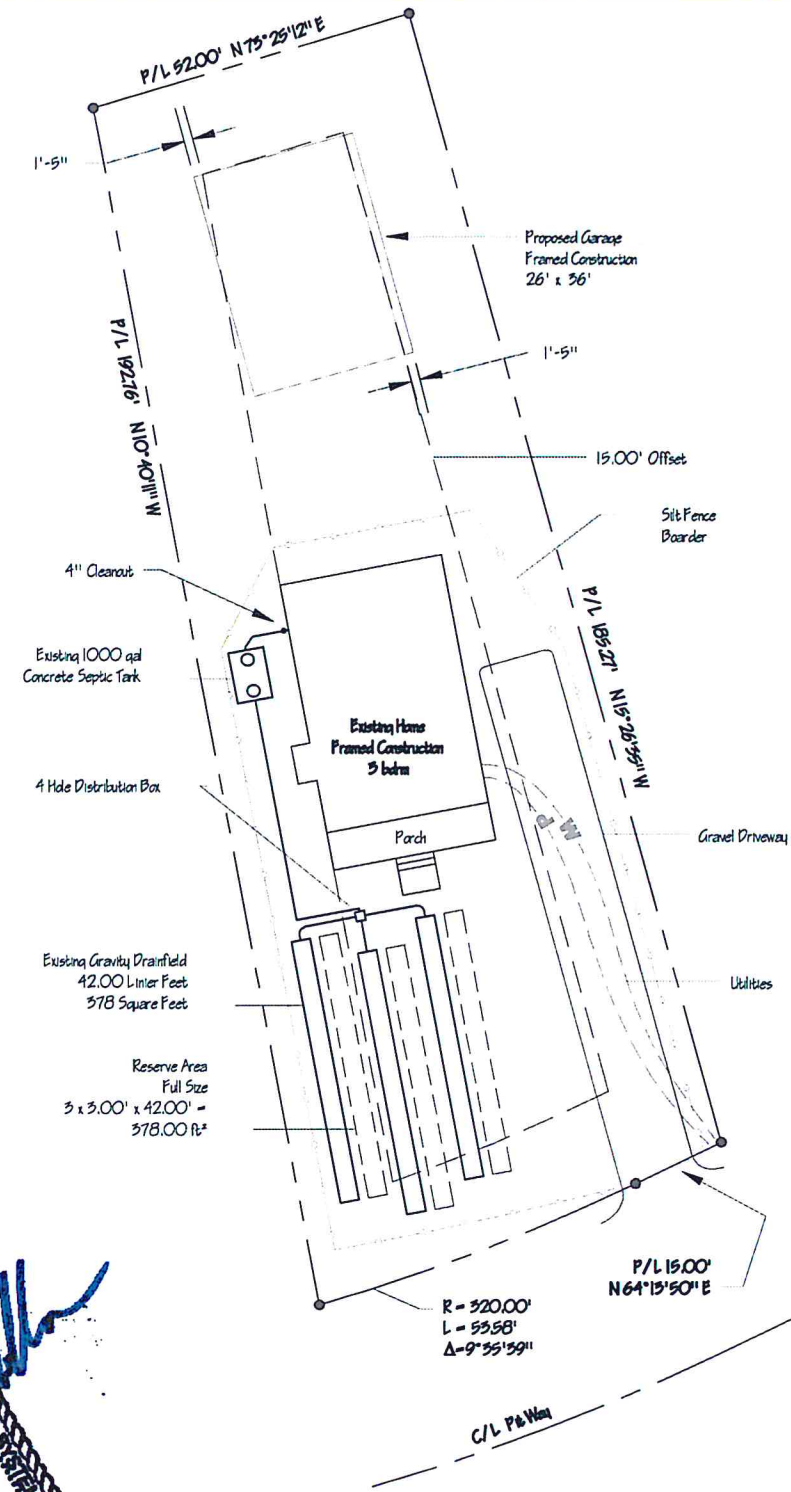 P/L 52.00' N 73°25'12" E
1'-5"
Proposed Garage
Framed Construction
26' x 36'
P/L 192.76' N10°40'11" W
1'-5"
15.00' Offset
Silt Fence
Boarder
4" Cleanout
P/L 185.27' N 15°26'35" W
Existing 1000 gal
Concrete Septic Tank
Existing Home
Framed Construction
3 bdrm
4 Hole Distribution Box
P
W
Porch
Gravel Driveway
Existing Gravity Drainfield
42.00 Linier Feet
378 Square Feet
Utilities
Reserve Area
Full Size
3 x 3.00' x 42.00' =
378.00 ft²
P/L 15.00'
N 64°13'50" E
R = 320.00'
L = 53.58'
Δ=9°35'39"
C/L Pit Way